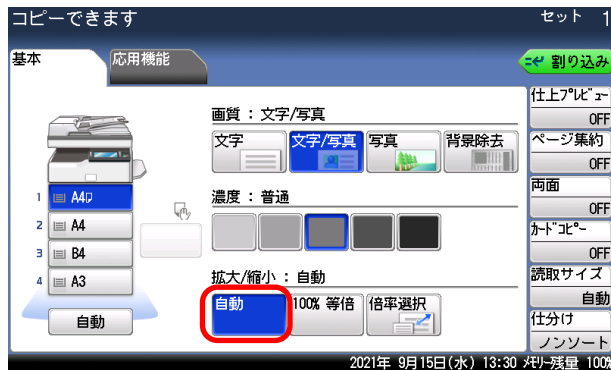 コピーできます
セット 1
基本
応用機能
割り込み
画質 : 文字/写真
文字
文字/写真
写真
背景除去
1 A4
2 A4
3 B4
4 A3
自動
濃度 : 普通
拡大/縮小 : 自動
自動
100% 等倍
倍率選択
仕上プレビュー
OFF
ページ集約
OFF
両面
OFF
カードコピー
OFF
読取サイズ
自動
仕分け
ノンソート
2021年 9月15日(水) 13:30 メモリー残量 100%